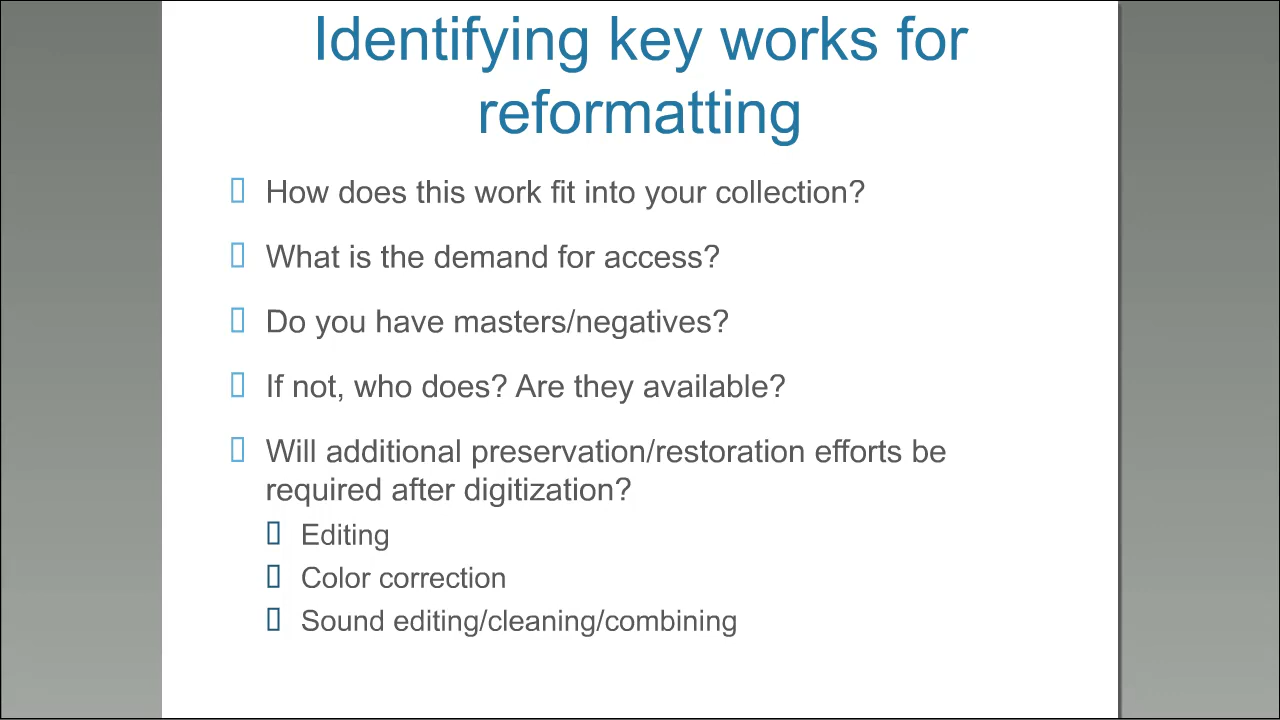 Identifying key works for
reformatting
How does this work fit into your collection?
What is the demand for access?
Do you have masters/negatives?
If not, who does? Are they available?
Will additional preservation/restoration efforts be
required after digitization?
Editing
Color correction
Sound editing/cleaning/combining